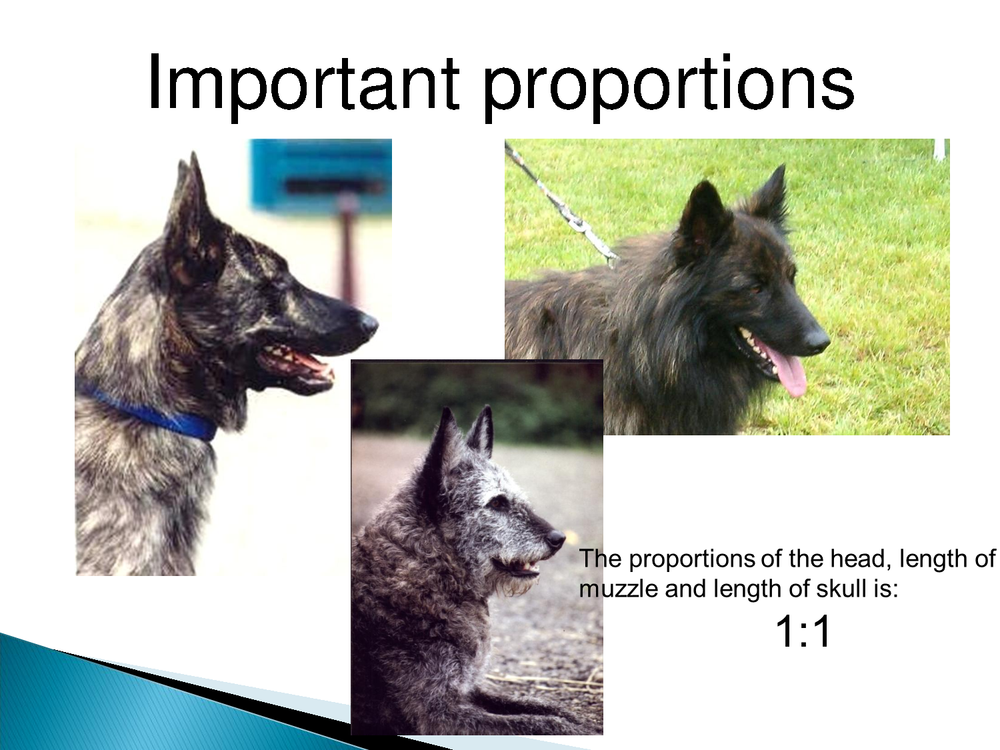 Important proportions
The proportions of the head, length of
muzzle and length of skull is:
1:1